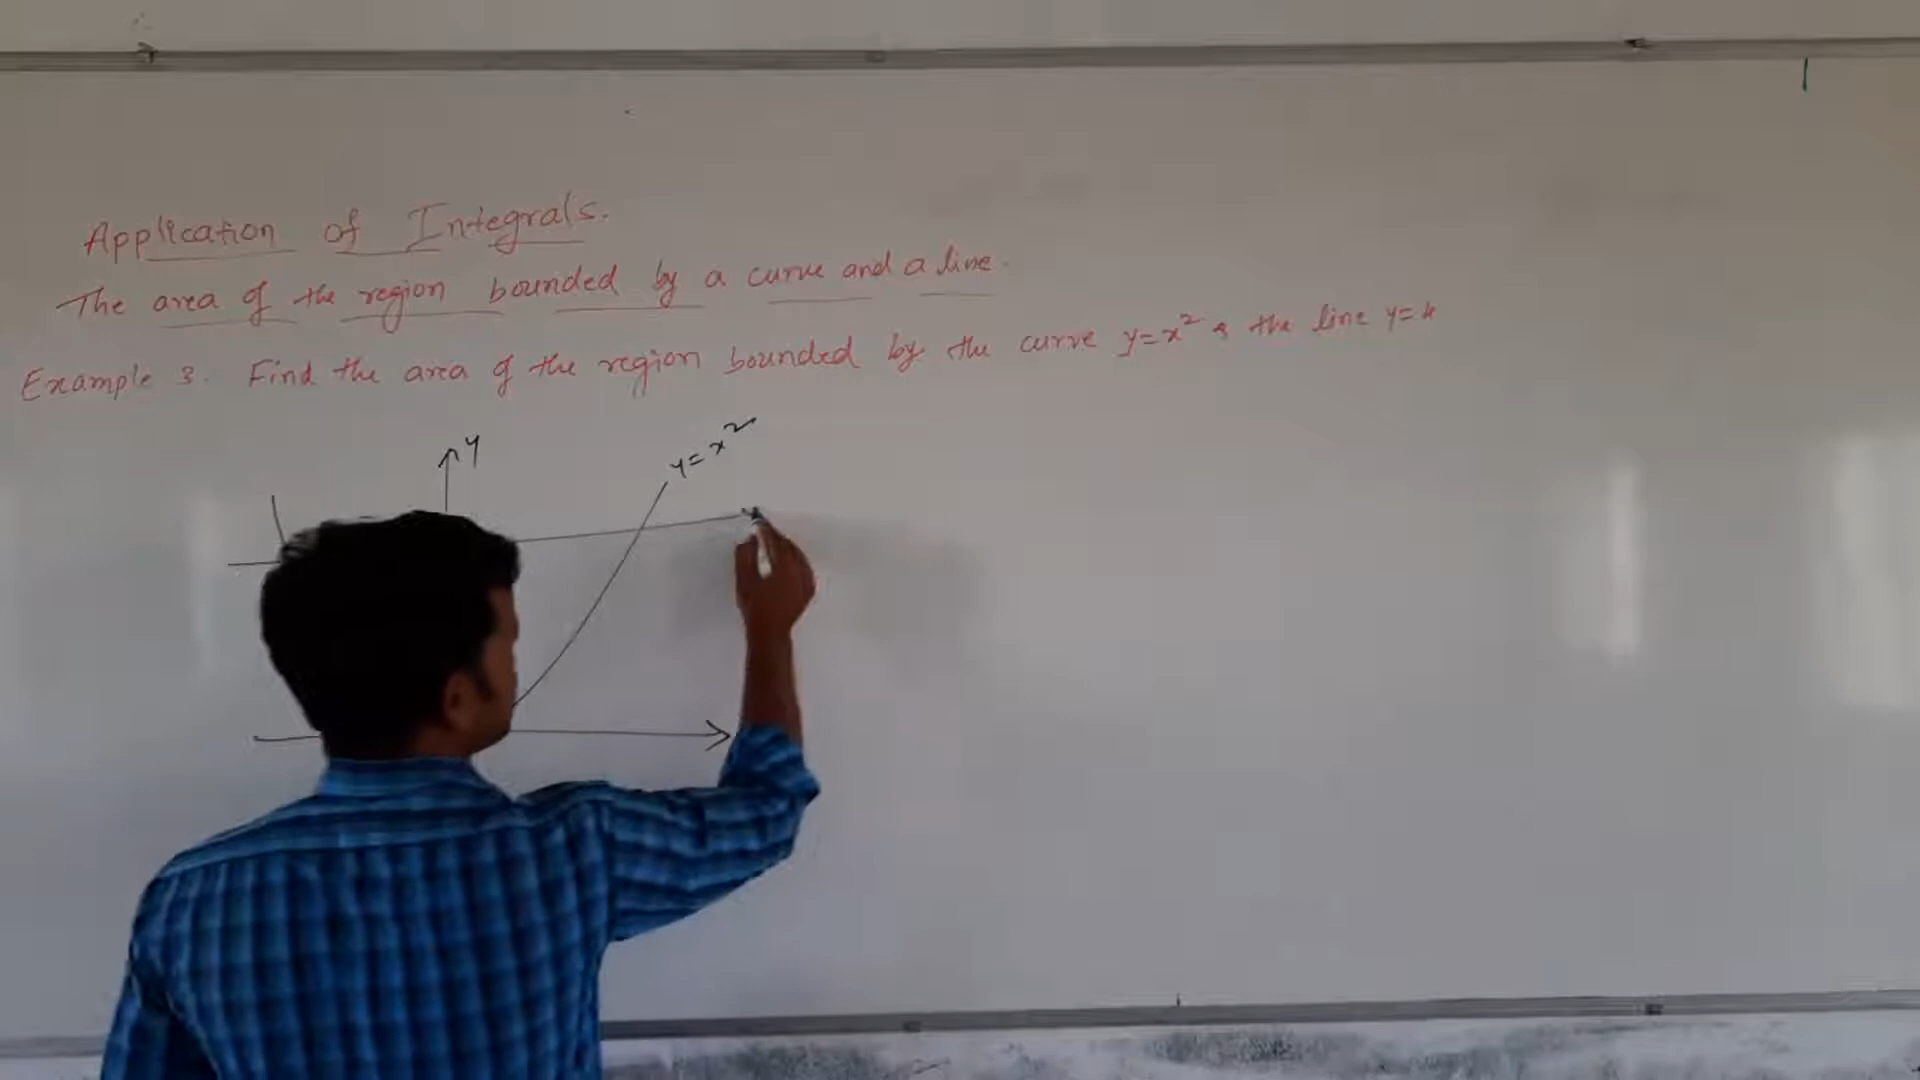 Application of Integrals.
The area of the region bounded by a curve and a line.
Example 3. Find the area of the region bounded by the curve y=x² & the line y=4
y
y=x²